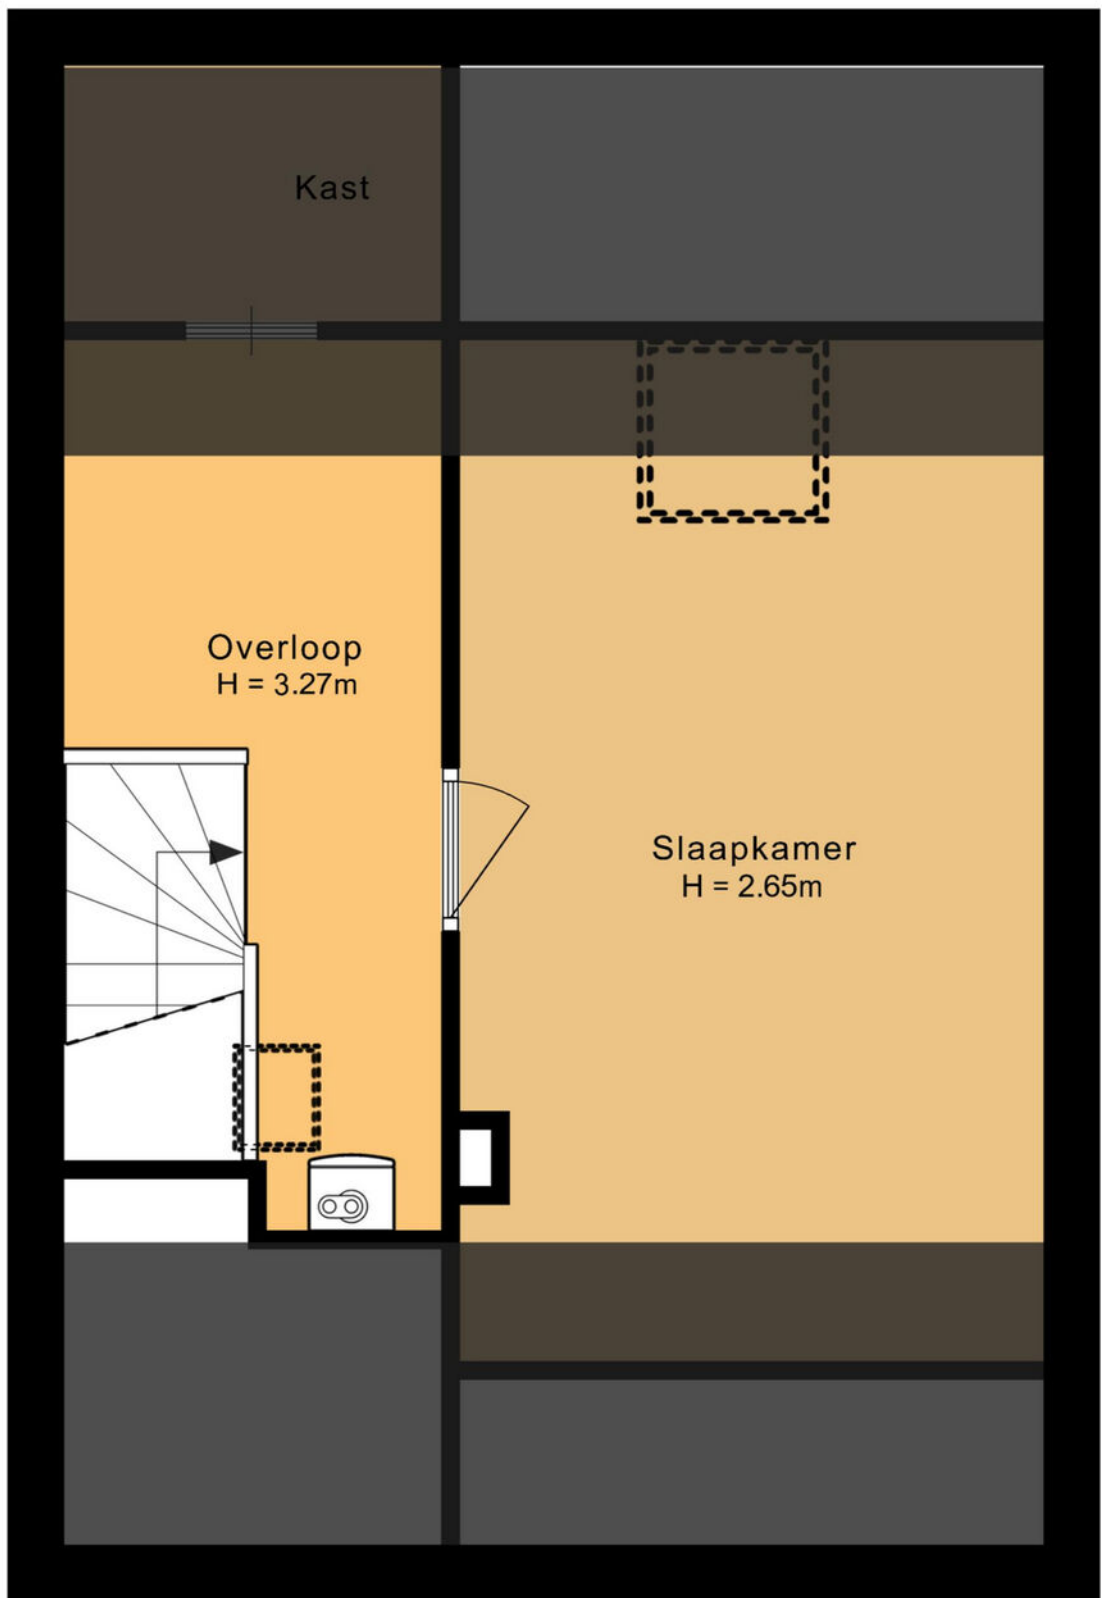 Kast
Overloop
H = 3.27m
Slaapkamer
H = 2.65m